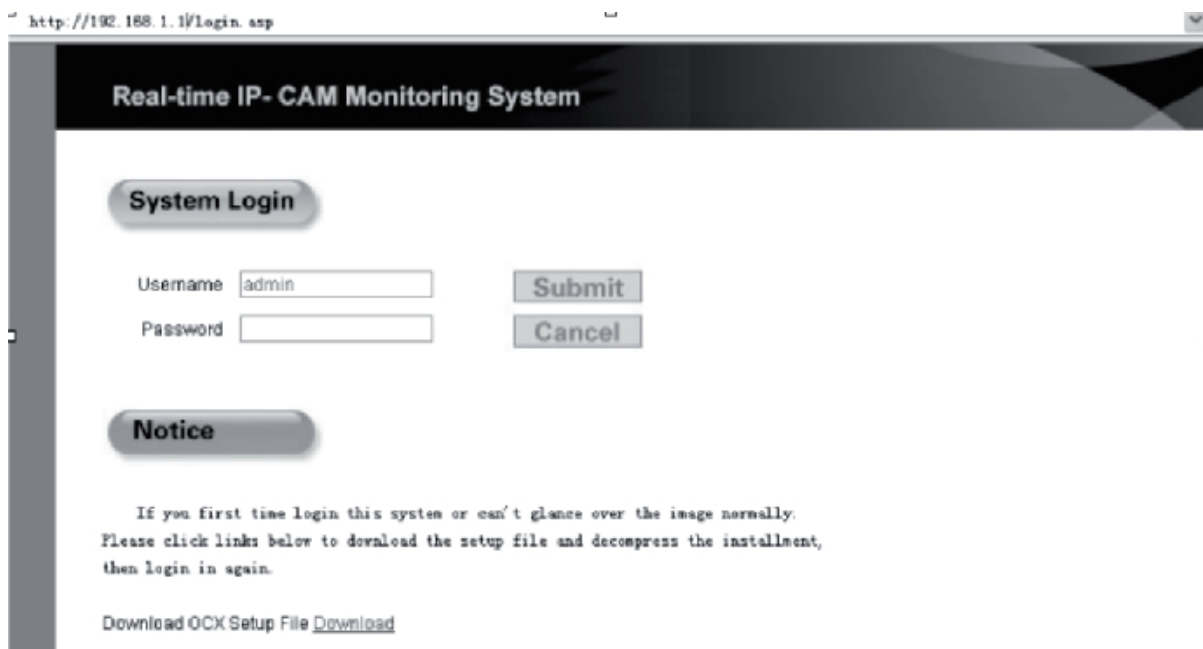 http://192.168.1.1/login.asp
Real-time IP- CAM Monitoring System
System Login
Username admin Submit
Password Cancel
Notice
If you first time login this system or can't glance over the image normally.
Please click links below to download the setup file and decompress the installment,
then login in again.
Download OCX Setup File Download